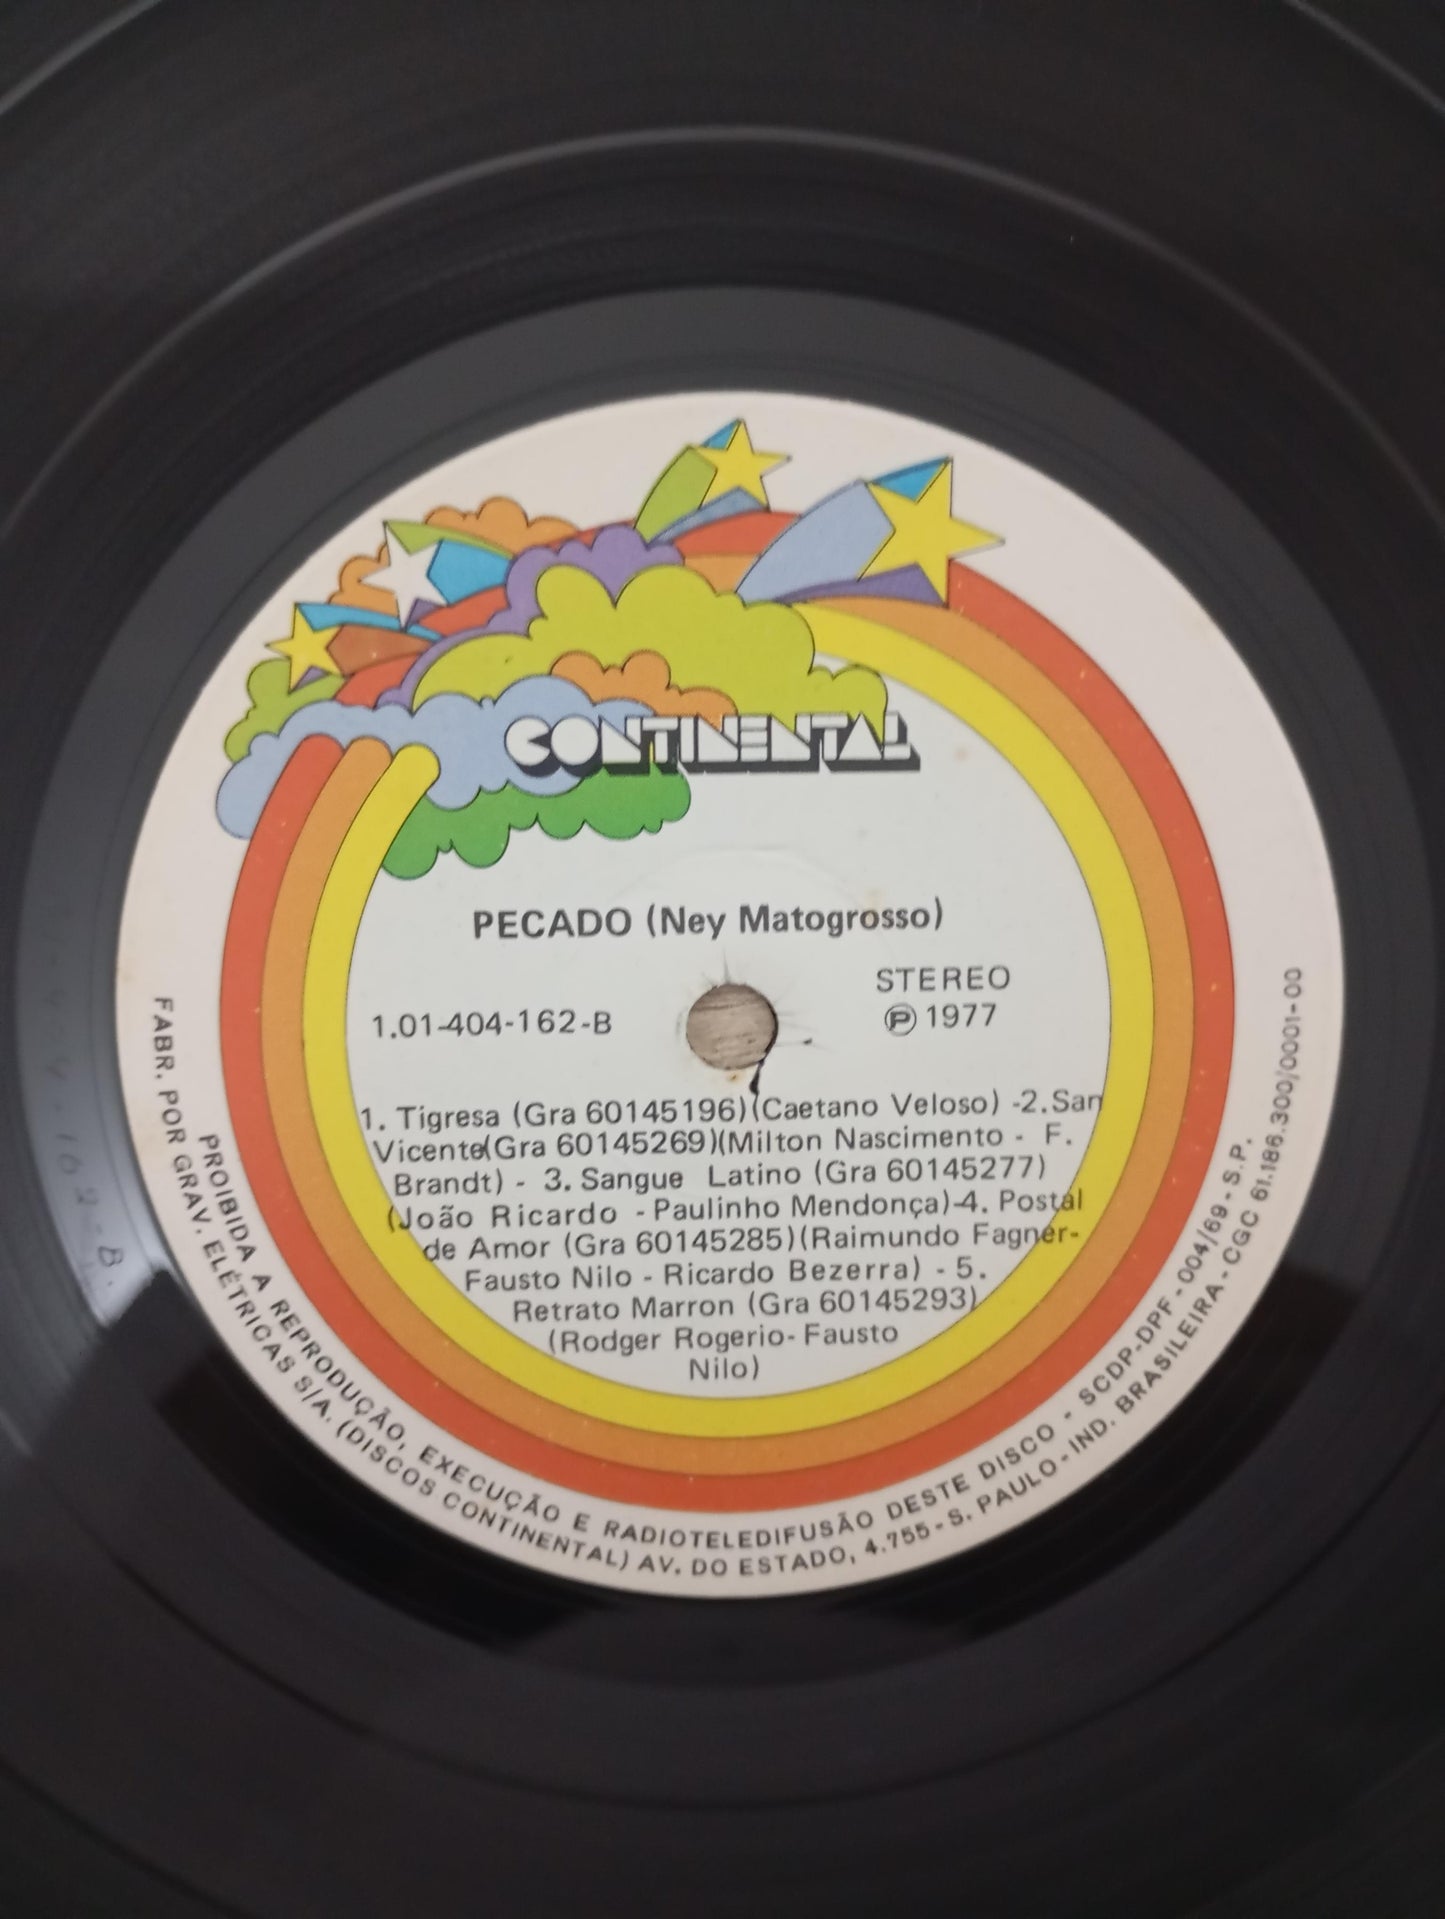 CONTINENTAL
PECADO (Ney Matogrosso)
STEREO
1.01-404-162-B
Ⓟ 1977
1. Tigresa (Gra 60145196)(Caetano Veloso) -2.San
Vicente(Gra 60145269)(Milton Nascimento - F.
Brandt) - 3. Sangue Latino (Gra 60145277)
(João Ricardo - Paulinho Mendonça)-4. Postal
de Amor (Gra 60145285)(Raimundo Fagner-
Fausto Nilo - Ricardo Bezerra) - 5.
Retrato Marron (Gra 60145293)
(Rodger Rogerio- Fausto
Nilo)
PROIBIDA A REPRODUÇÃO, EXECUÇÃO E RADIOTELEDIFUSÃO DESTE DISCO - SCDP-DPF-004/69-S.P.
FABR. POR GRAV. ELÉTRICAS S/A. (DISCOS CONTINENTAL) AV. DO ESTADO, 4.755-S. PAULO-IND. BRASILEIRA-CGC 61.186.300/0001-00